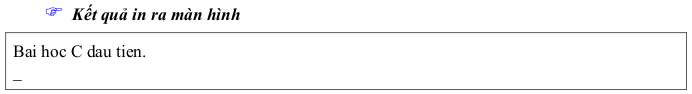 ☞ Kết quả in ra màn hình
Bai hoc C dau tien.
_